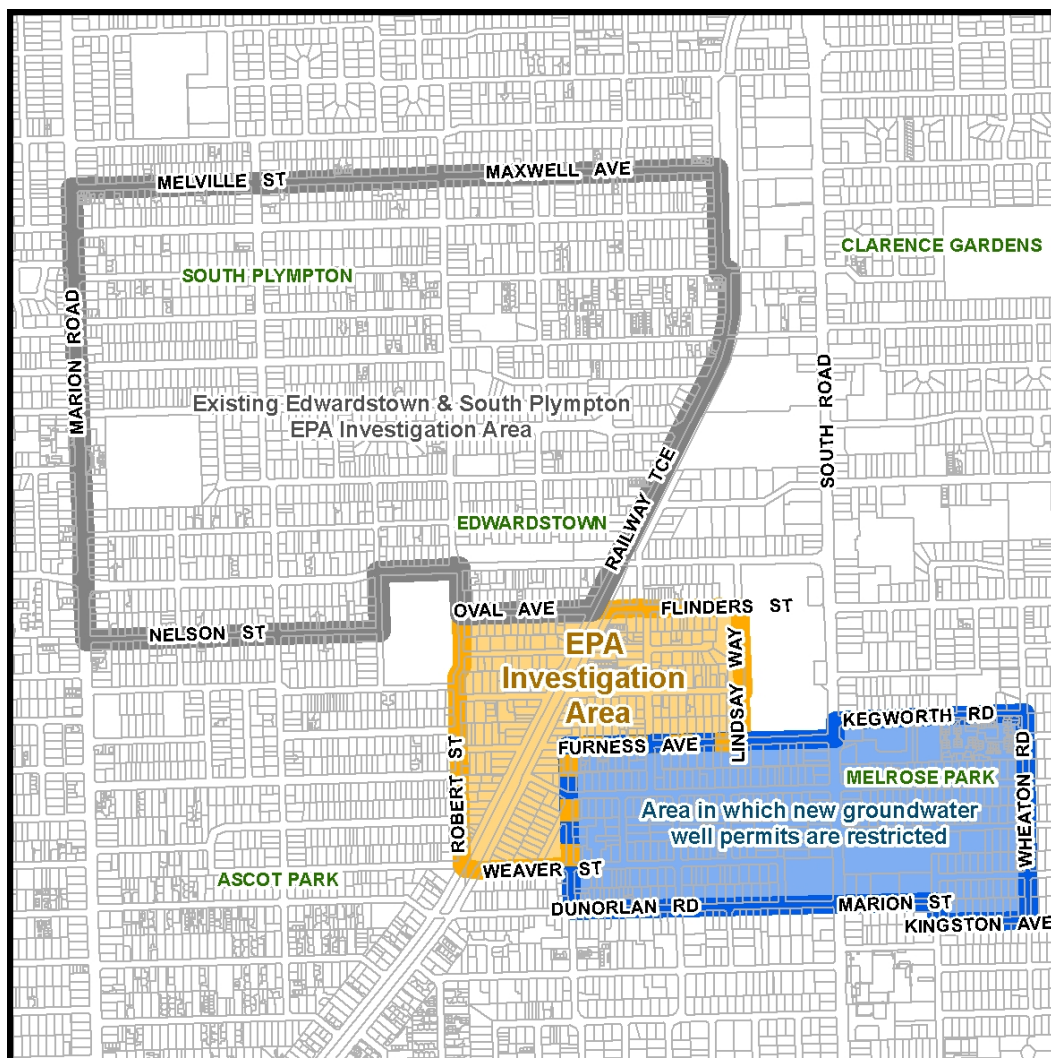 MELVILLE ST
MAXWELL AVE
CLARENCE GARDENS
SOUTH PLYMPTON
MARION ROAD
SOUTH ROAD
Existing Edwardstown & South Plympton
EPA Investigation Area
RAILWAY TCE
EDWARDSTOWN
OVAL AVE
FLINDERS ST
NELSON ST
EPA
Investigation
Area
LINDSAY WAY
KEGWORTH RD
FURNESS AVE
ROBERT ST
WHEATON RD
MELROSE PARK
Area in which new groundwater
well permits are restricted
WEAVER ST
ASCOT PARK
DUNORLAN RD
MARION ST
KINGSTON AVE